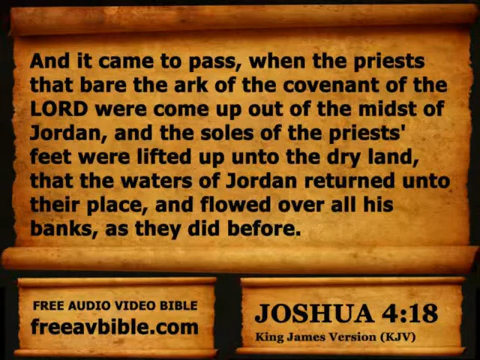 And it came to pass, when the priests
that bare the ark of the covenant of the
LORD were come up out of the midst of
Jordan, and the soles of the priests'
feet were lifted up unto the dry land,
that the waters of Jordan returned unto
their place, and flowed over all his
banks, as they did before.
FREE AUDIO VIDEO BIBLE
freeavbible.com
JOSHUA 4:18
King James Version (KJV)